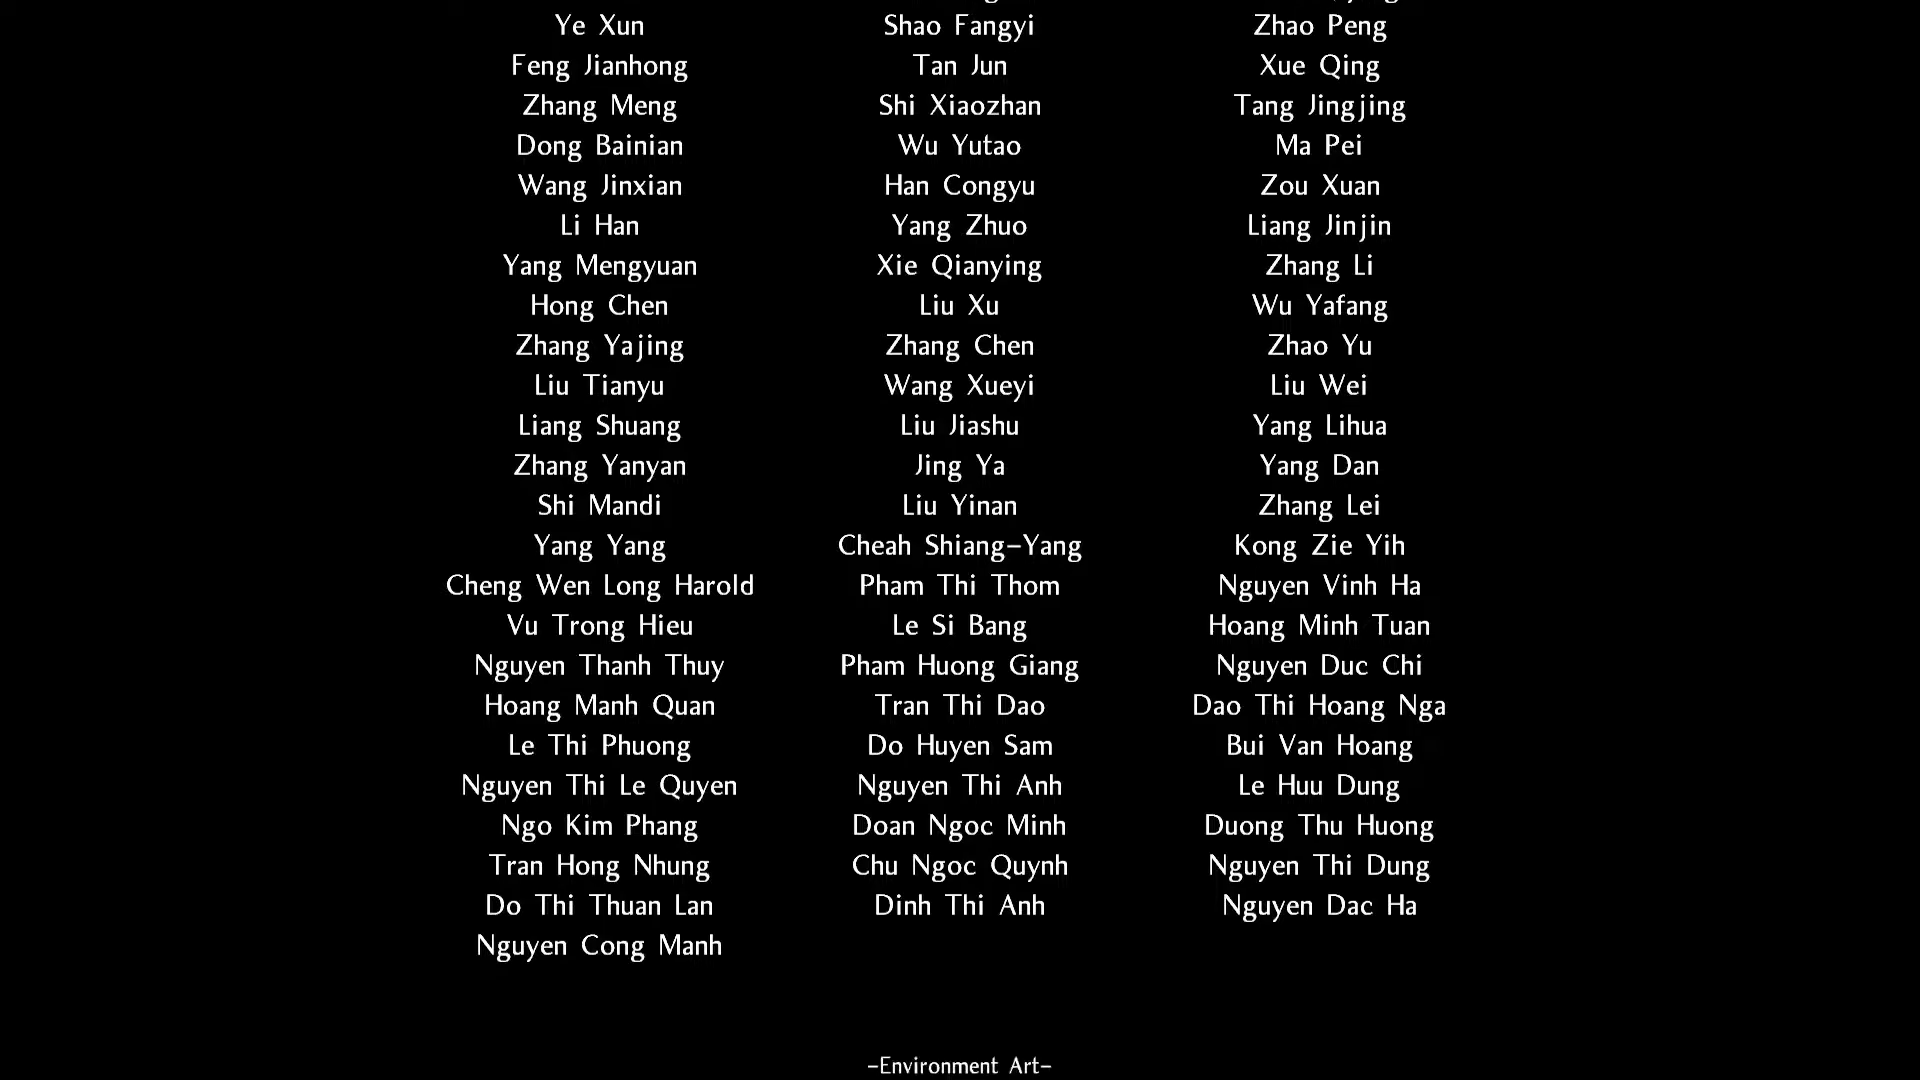 Ye Xun Shao Fangyi Zhao Peng
Feng Jianhong Tan Jun Xue Qing
Zhang Meng Shi Xiaozhan Tang Jingjing
Dong Bainian Wu Yutao Ma Pei
Wang Jinxian Han Congyu Zou Xuan
Li Han Yang Zhuo Liang Jinjin
Yang Mengyuan Xie Qianying Zhang Li
Hong Chen Liu Xu Wu Yafang
Zhang Yajing Zhang Chen Zhao Yu
Liu Tianyu Wang Xueyi Liu Wei
Liang Shuang Liu Jiashu Yang Lihua
Zhang Yanyan Jing Ya Yang Dan
Shi Mandi Liu Yinan Zhang Lei
Yang Yang Cheah Shiang-Yang Kong Zie Yih
Cheng Wen Long Harold Pham Thi Thom Nguyen Vinh Ha
Vu Trong Hieu Le Si Bang Hoang Minh Tuan
Nguyen Thanh Thuy Pham Huong Giang Nguyen Duc Chi
Hoang Manh Quan Tran Thi Dao Dao Thi Hoang Nga
Le Thi Phuong Do Huyen Sam Bui Van Hoang
Nguyen Thi Le Quyen Nguyen Thi Anh Le Huu Dung
Ngo Kim Phang Doan Ngoc Minh Duong Thu Huong
Tran Hong Nhung Chu Ngoc Quynh Nguyen Thi Dung
Do Thi Thuan Lan Dinh Thi Anh Nguyen Dac Ha
Nguyen Cong Manh
-Environment Art-